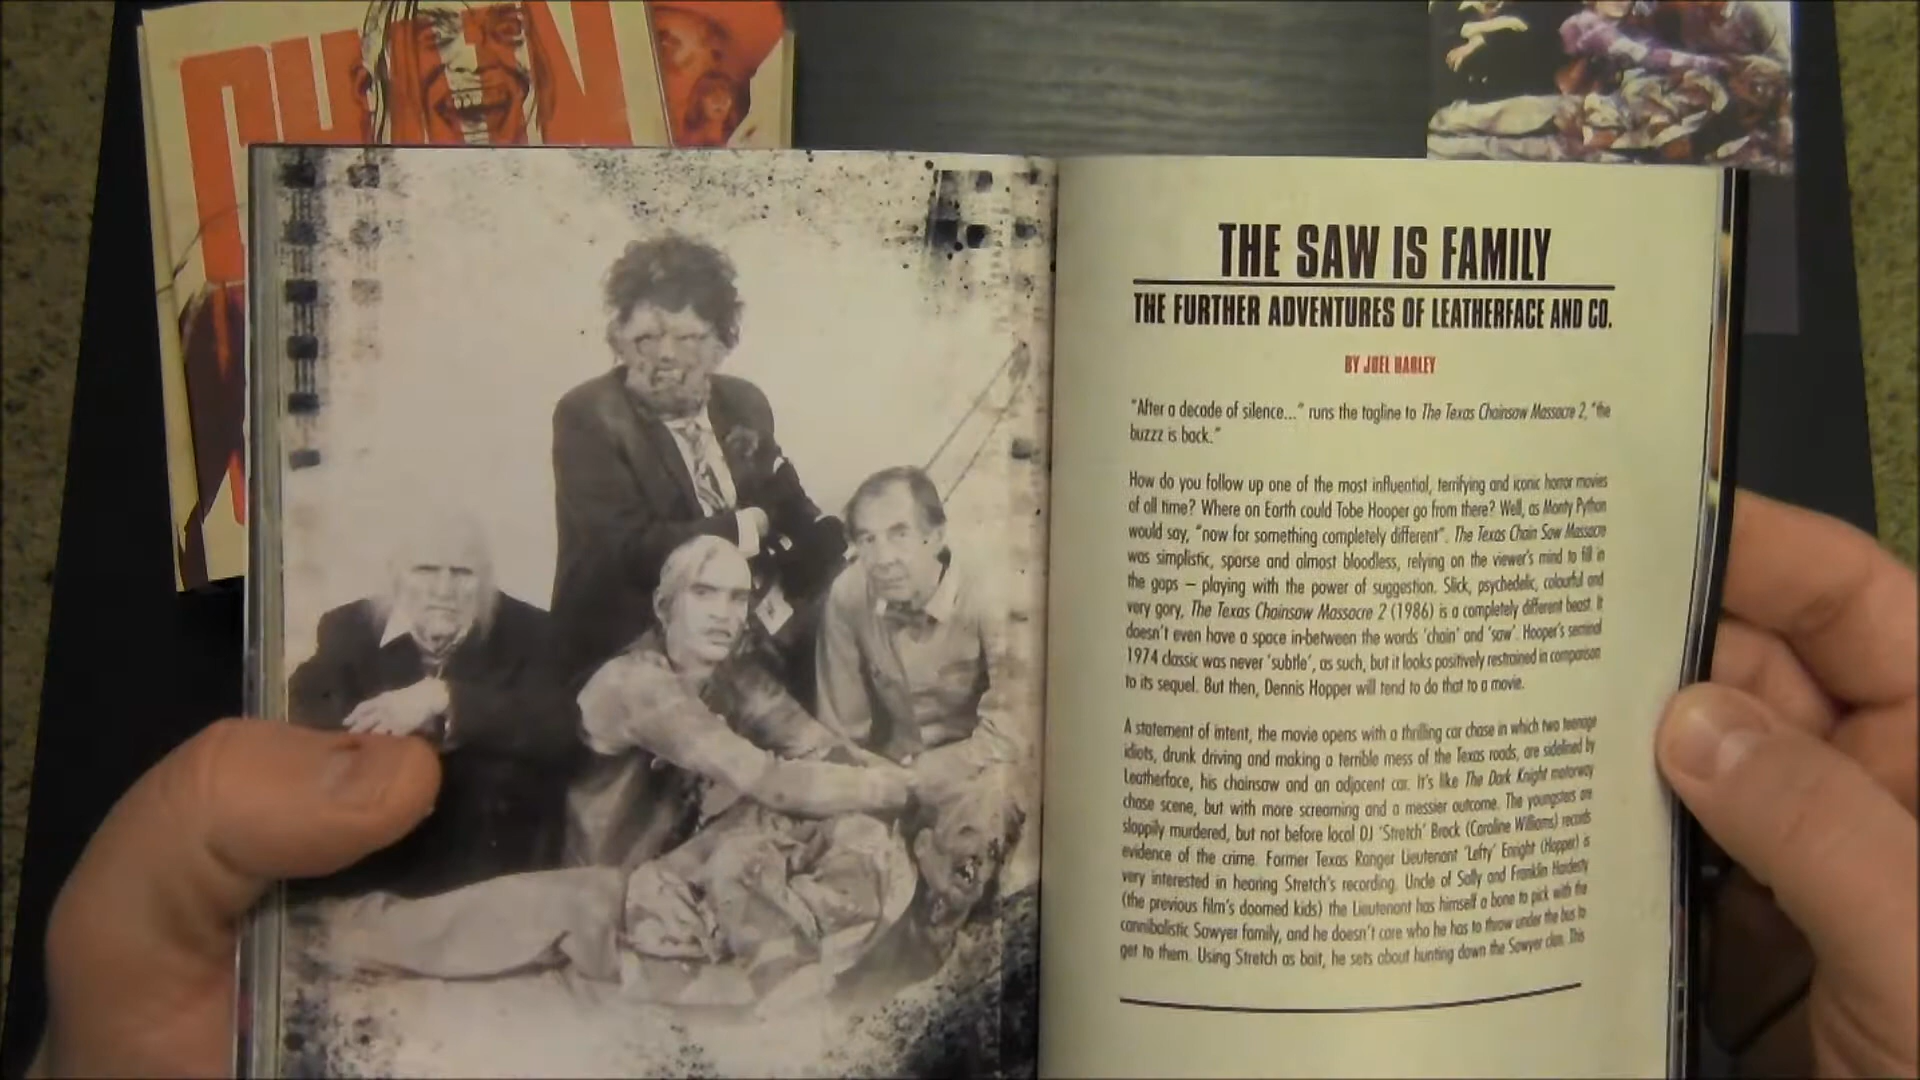 THE SAW IS FAMILY
THE FURTHER ADVENTURES OF LEATHERFACE AND CO.
BY JOEL HARLEY
"After a decade of silence..." runs the tagline to The Texas Chainsaw Massacre 2, "the
buzzz is back."
How do you follow up one of the most influential, terrifying and iconic horror movies
of all time? Where on Earth could Tobe Hooper go from there? Well, as Monty Python
would say, "now for something completely different". The Texas Chain Saw Massacre
was simplistic, sparse and almost bloodless, relying on the viewer's mind to fill in
the gaps – playing with the power of suggestion. Slick, psychedelic, colourful and
very gory, The Texas Chainsaw Massacre 2 (1986) is a completely different beast. It
doesn't even have a space in-between the words 'chain' and 'saw'. Hooper's seminal
1974 classic was never 'subtle', as such, but it looks positively restrained in comparison
to its sequel. But then, Dennis Hopper will tend to do that to a movie.
A statement of intent, the movie opens with a thrilling car chase in which two teenage
idiots, drunk driving and making a terrible mess of the Texas roads, are sidelined by
Leatherface, his chainsaw and an adjacent car. It's like The Dark Knight motorway
chase scene, but with more screaming and a messier outcome. The youngsters are
sloppily murdered, but not before local DJ 'Stretch' Brock (Caroline Williams) records
evidence of the crime. Former Texas Ranger Lieutenant 'Lefty' Enright (Hopper) is
very interested in hearing Stretch's recording. Uncle of Sally and Franklin Hardesty
(the previous film's doomed kids) the Lieutenant has himself a bone to pick with the
cannibalistic Sawyer family, and he doesn't care who he has to throw under the bus to
get to them. Using Stretch as bait, he sets about hunting down the Sawyer clan. This